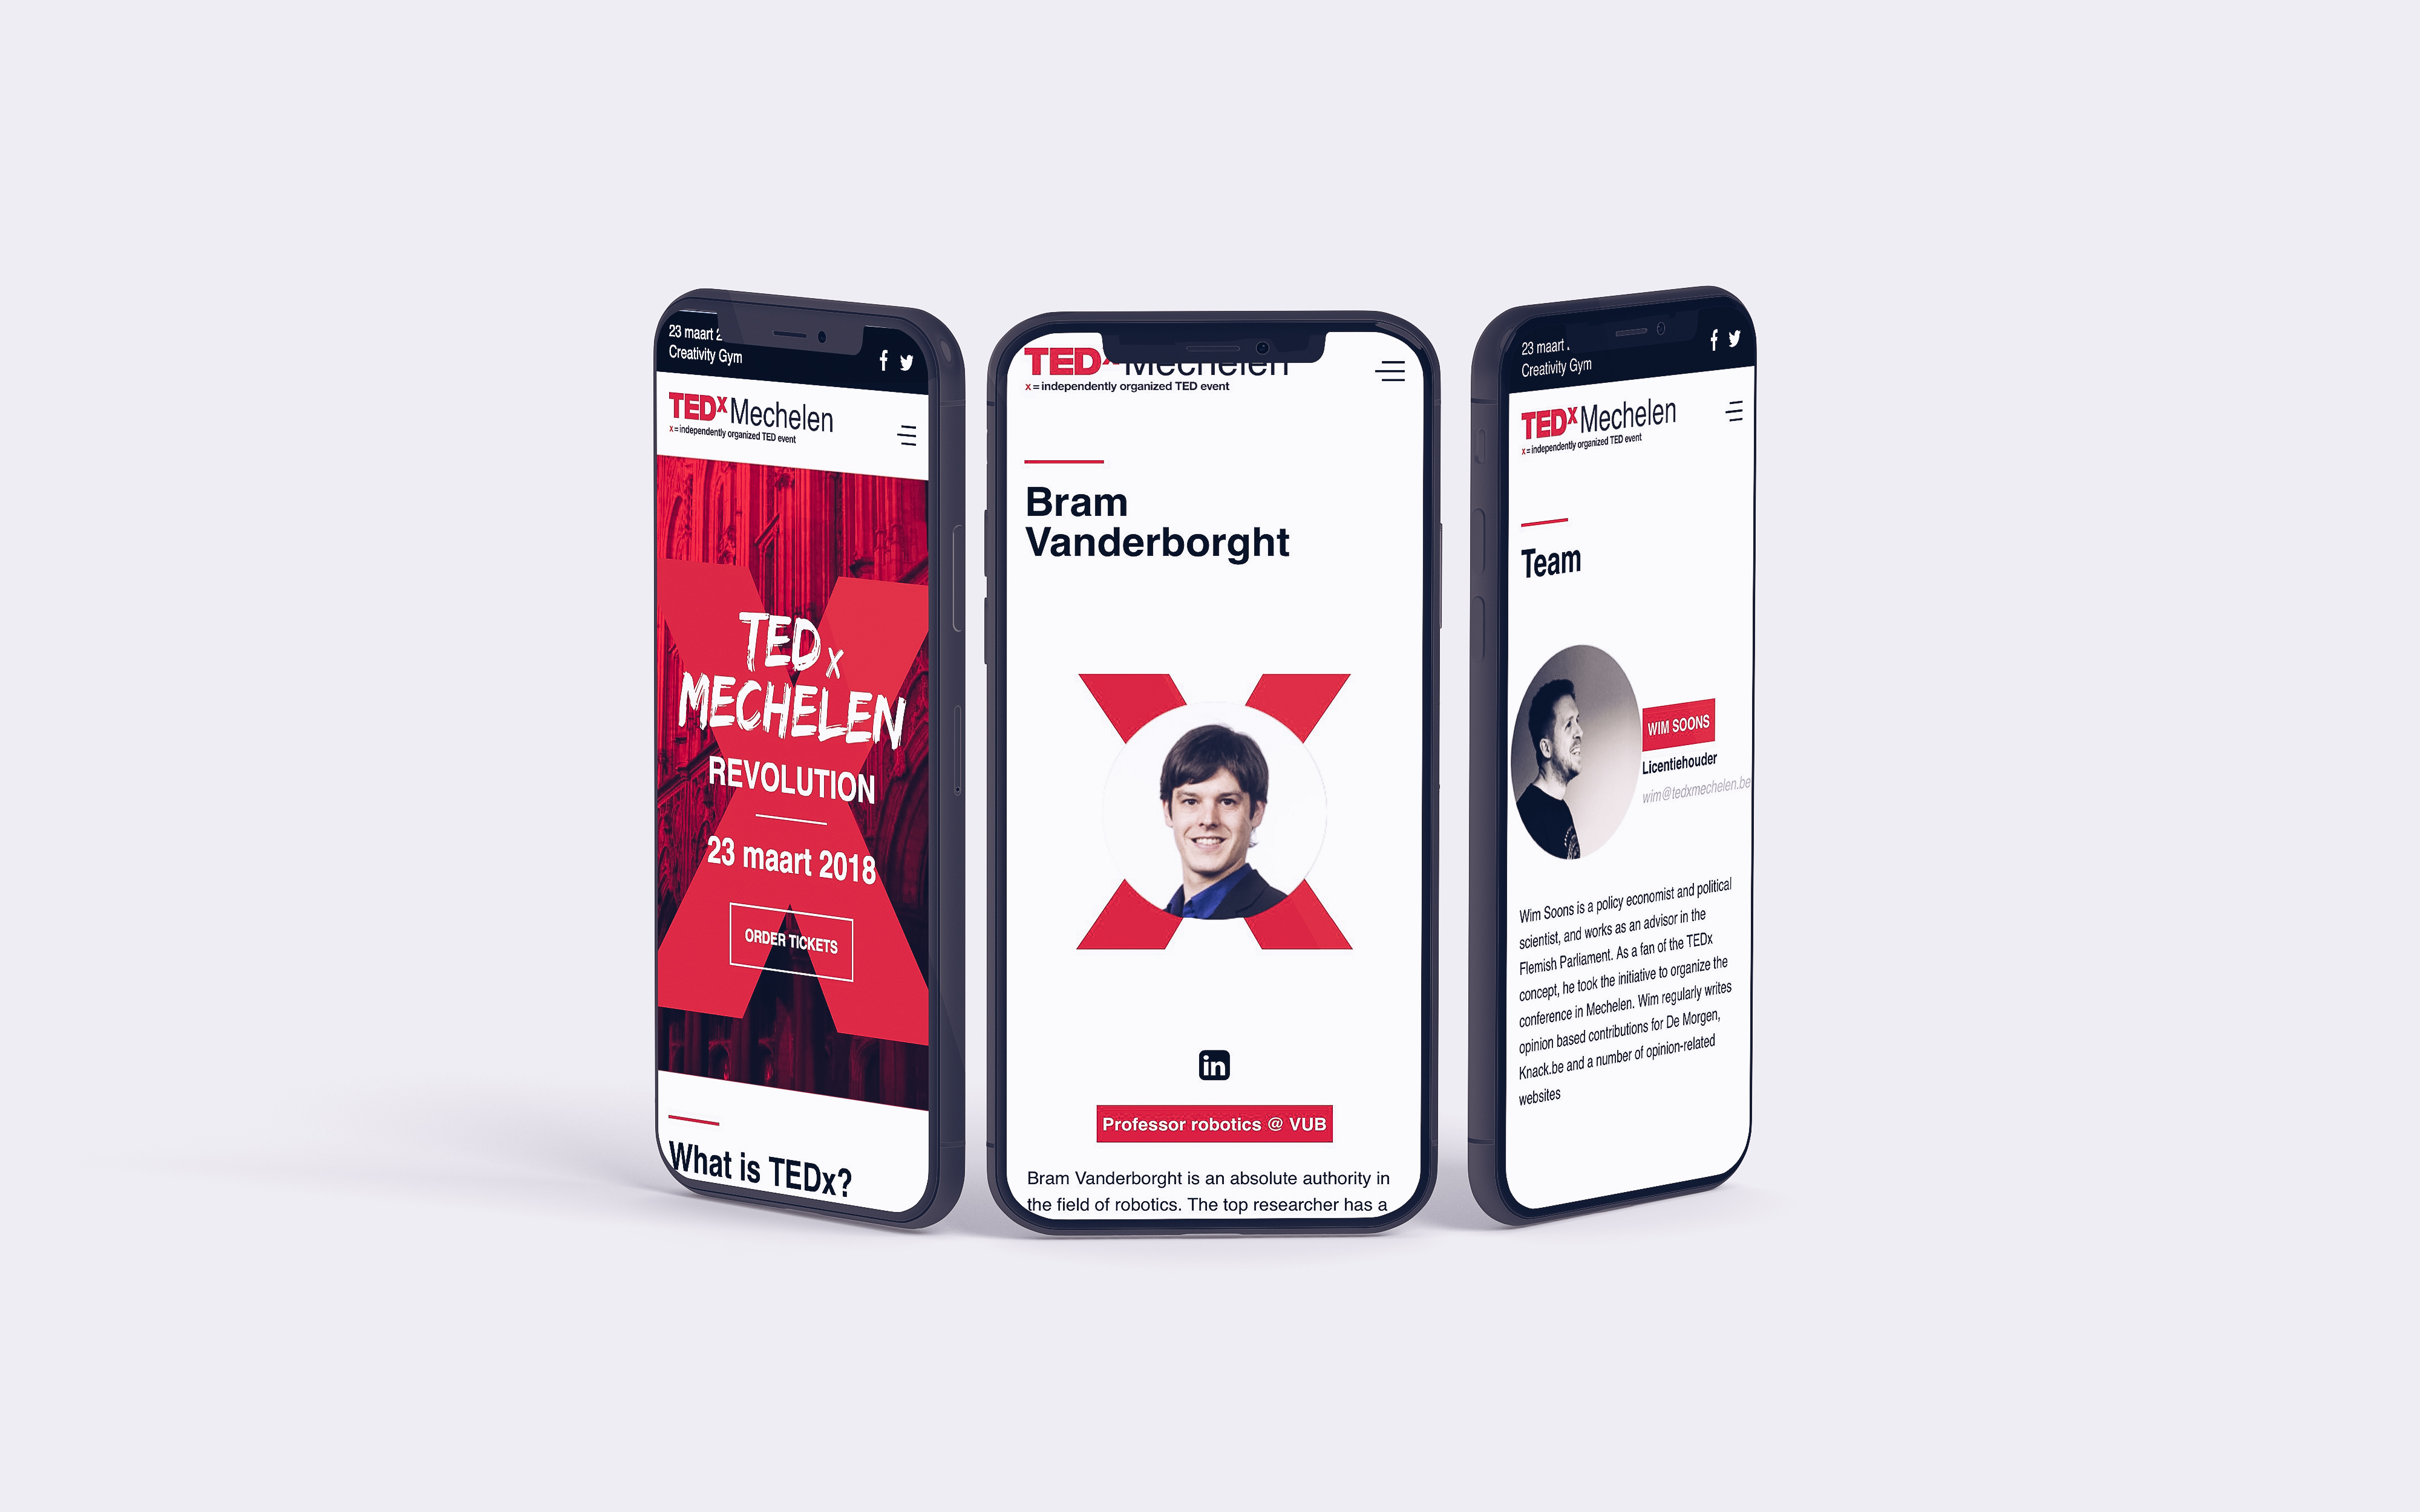 23 maart
Creativity Gym
TEDx Mechelen
x = independently organized TED event
TEDx
MECHELEN
REVOLUTION
23 maart 2018
ORDER TICKETS
What is TEDx?
TEDx Mechelen
x = independently organized TED event
Bram
Vanderborght
in
Professor robotics @ VUB
Bram Vanderborght is an absolute authority in
the field of robotics. The top researcher has a
23 maart
Creativity Gym
TEDx Mechelen
x = independently organized TED event
Team
WIM SOONS
Licentiehouder
wim@tedxmechelen.be
Wim Soons is a policy economist and political
scientist, and works as an advisor in the
Flemish Parliament. As a fan of the TEDx
concept, he took the initiative to organize the
conference in Mechelen. Wim regularly writes
opinion based contributions for De Morgen,
Knack.be and a number of opinion-related
websites